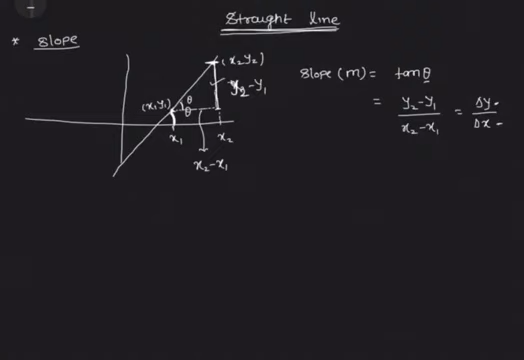 Straight line
* Slope
(x₂ y₂)
Slope (m) = tanθ
y₂-y₁
(x₁ y₁)
θ
θ
= y₂-y₁ / x₂-x₁ = Δy / Δx
x₁
x₂
x₂-x₁